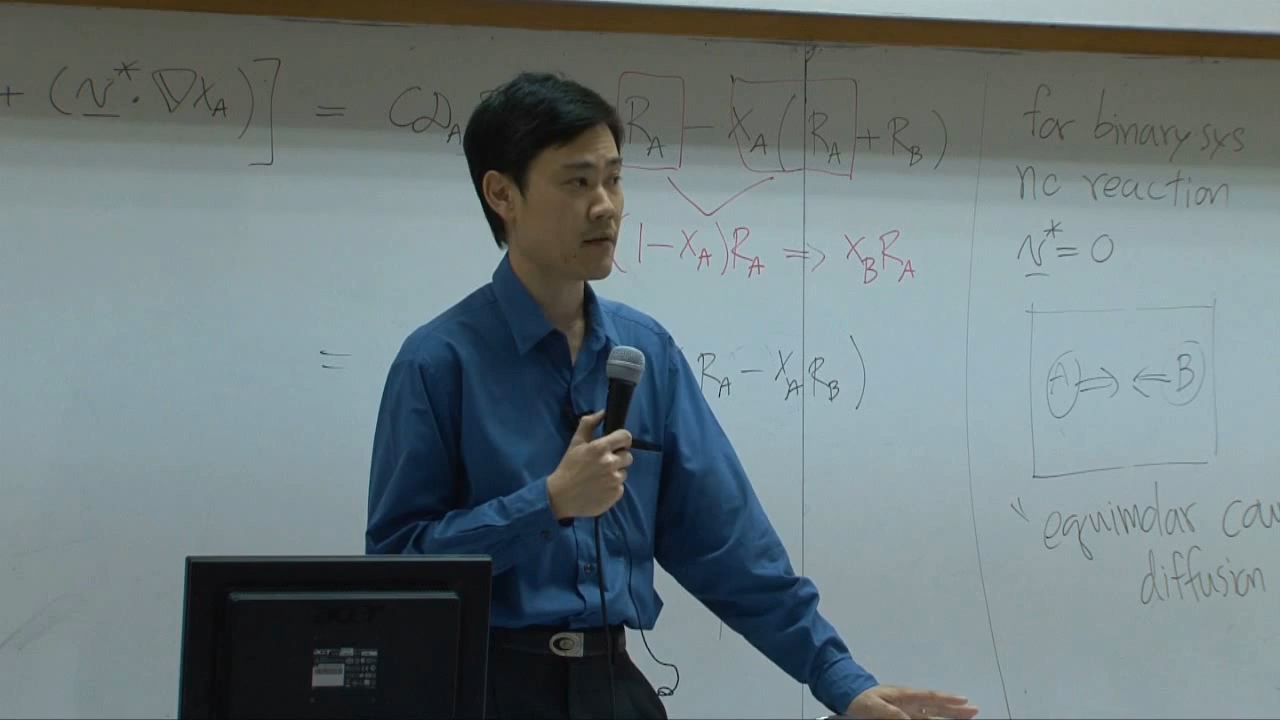 + (v*·∇x_A)] = C𝒟_A R_A − x_A(R_A + R_B)
(1−x_A)R_A ⇒ x_B R_A
= R_A − x_A R_B)
for binary sys
no reaction
v* = 0
A ⇒ ⇐ B
"equimolar cou
diffusion
acer